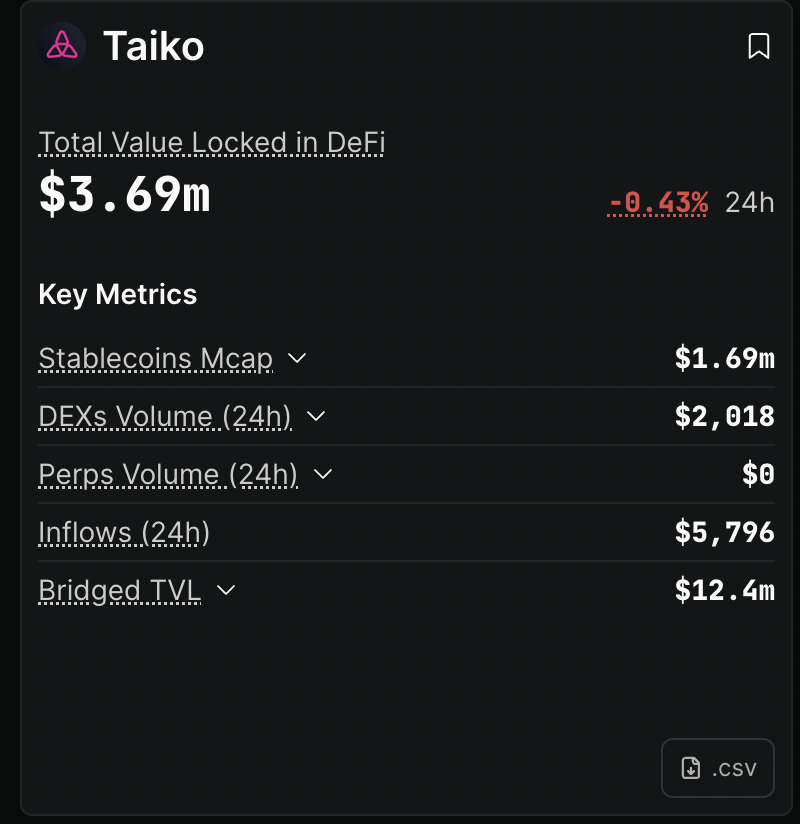 Taiko
Total Value Locked in DeFi
$3.69m
-0.43% 24h
Key Metrics
Stablecoins Mcap $1.69m
DEXs Volume (24h) $2,018
Perps Volume (24h) $0
Inflows (24h) $5,796
Bridged TVL $12.4m
.csv